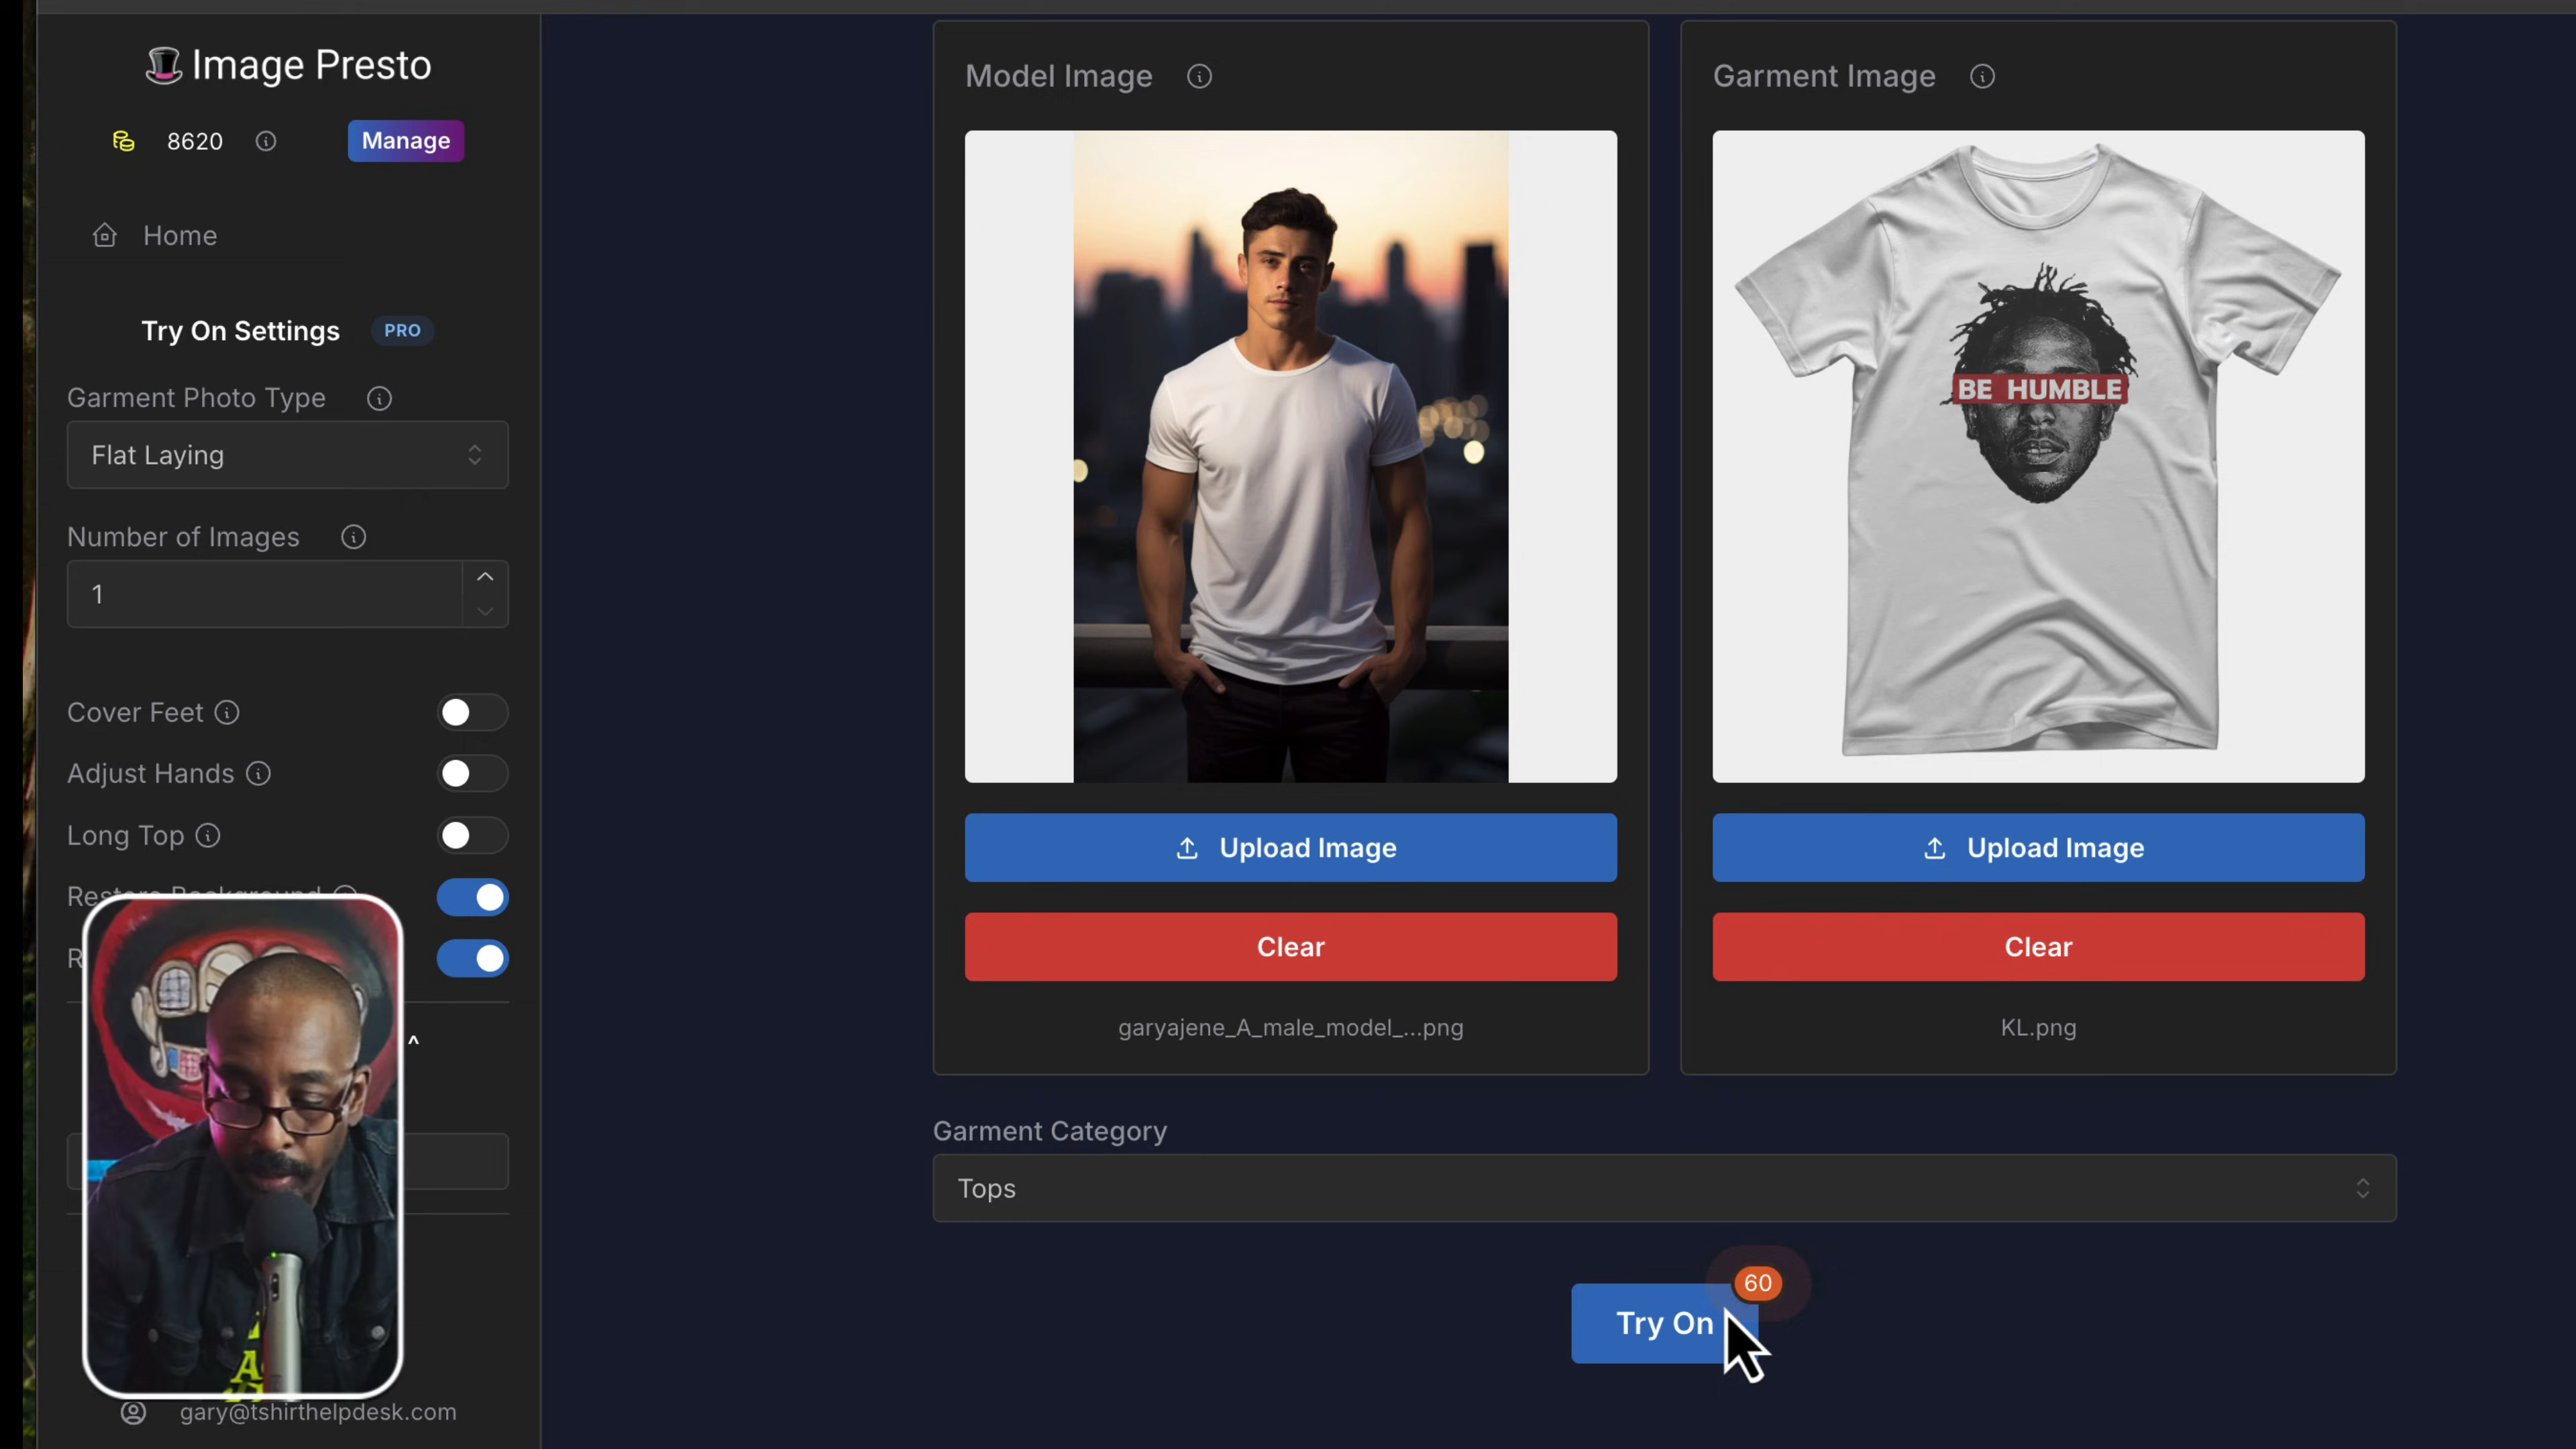 Image Presto
8620
Manage
Home
Try On Settings
PRO
Garment Photo Type
Flat Laying
Number of Images
1
Cover Feet
Adjust Hands
Long Top
Restore Background
R
gary@tshirthelpdesk.com
Model Image
Upload Image
Clear
garyajene_A_male_model_...png
Garment Image
BE HUMBLE
Upload Image
Clear
KL.png
Garment Category
Tops
60
Try On